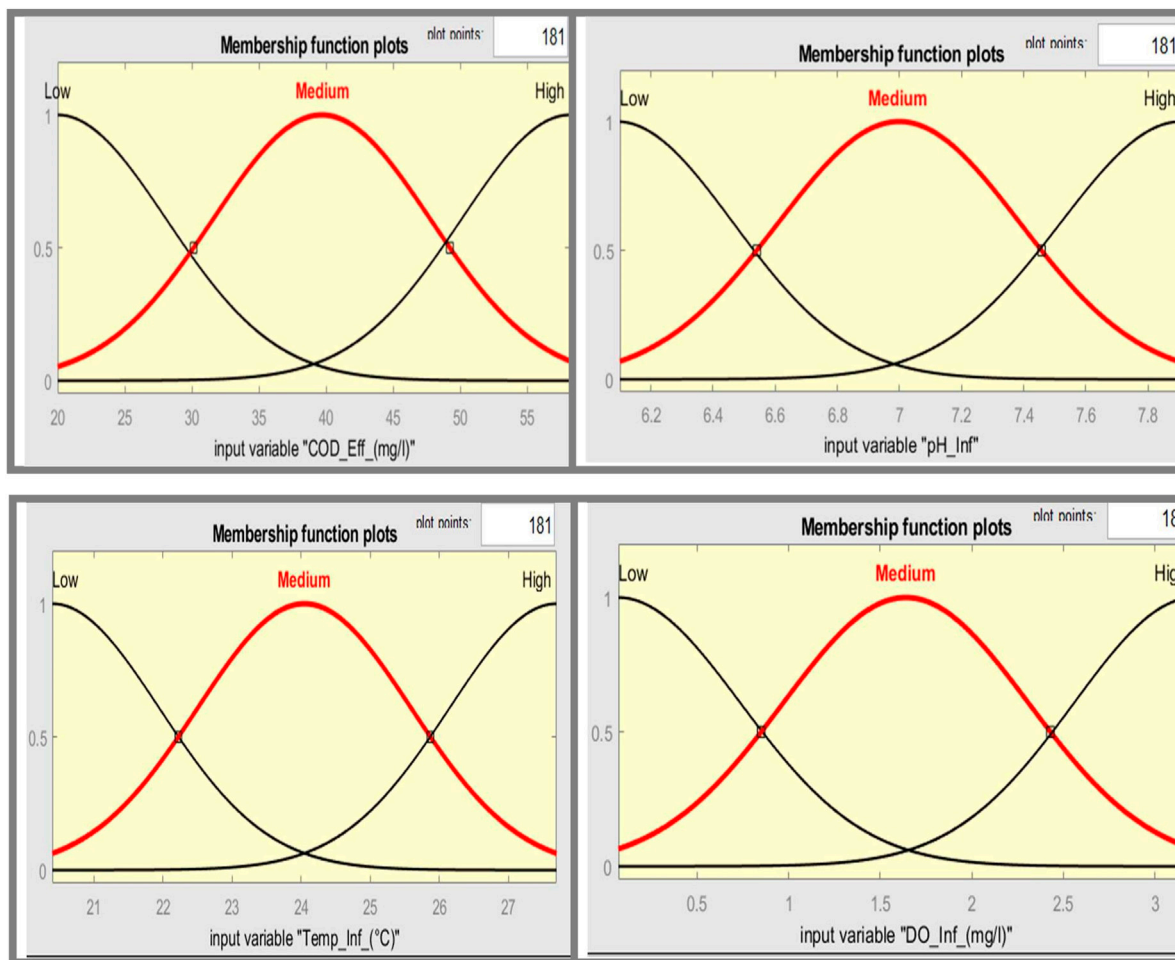 Membership function plots plot points: 181
Low Medium High
1
0.5
0
20 25 30 35 40 45 50 55
input variable "COD_Eff_(mg/l)"
Membership function plots plot points: 181
Low Medium High
1
0.5
0
6.2 6.4 6.6 6.8 7 7.2 7.4 7.6 7.8
input variable "pH_Inf"
Membership function plots plot points: 181
Low Medium High
1
0.5
0
21 22 23 24 25 26 27
input variable "Temp_Inf_(°C)"
Membership function plots plot points: 18
Low Medium Hig
1
0.5
0
0.5 1 1.5 2 2.5 3
input variable "DO_Inf_(mg/l)"